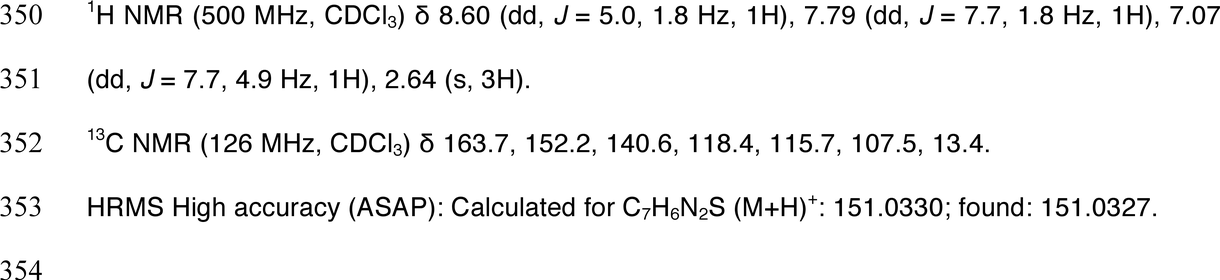 350 ¹H NMR (500 MHz, CDCl₃) δ 8.60 (dd, J = 5.0, 1.8 Hz, 1H), 7.79 (dd, J = 7.7, 1.8 Hz, 1H), 7.07
351 (dd, J = 7.7, 4.9 Hz, 1H), 2.64 (s, 3H).
352 ¹³C NMR (126 MHz, CDCl₃) δ 163.7, 152.2, 140.6, 118.4, 115.7, 107.5, 13.4.
353 HRMS High accuracy (ASAP): Calculated for C₇H₆N₂S (M+H)⁺: 151.0330; found: 151.0327.
354